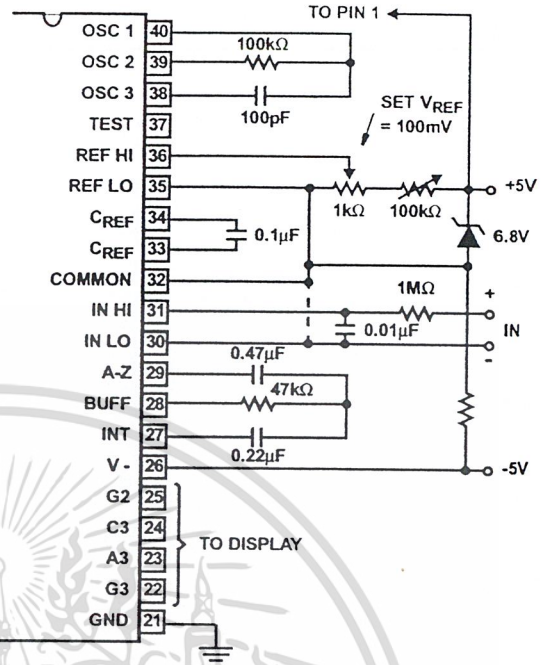 TO PIN 1
OSC 1 40
100kΩ
OSC 2 39
OSC 3 38
100pF
SET VREF
= 100mV
TEST 37
REF HI 36
REF LO 35
1kΩ
100kΩ
+5V
CREF 34
0.1µF
CREF 33
6.8V
COMMON 32
1MΩ
+
IN HI 31
0.01µF
IN
IN LO 30
-
0.47µF
A-Z 29
47kΩ
BUFF 28
INT 27
0.22µF
V - 26
-5V
G2 25
C3 24
TO DISPLAY
A3 23
G3 22
GND 21